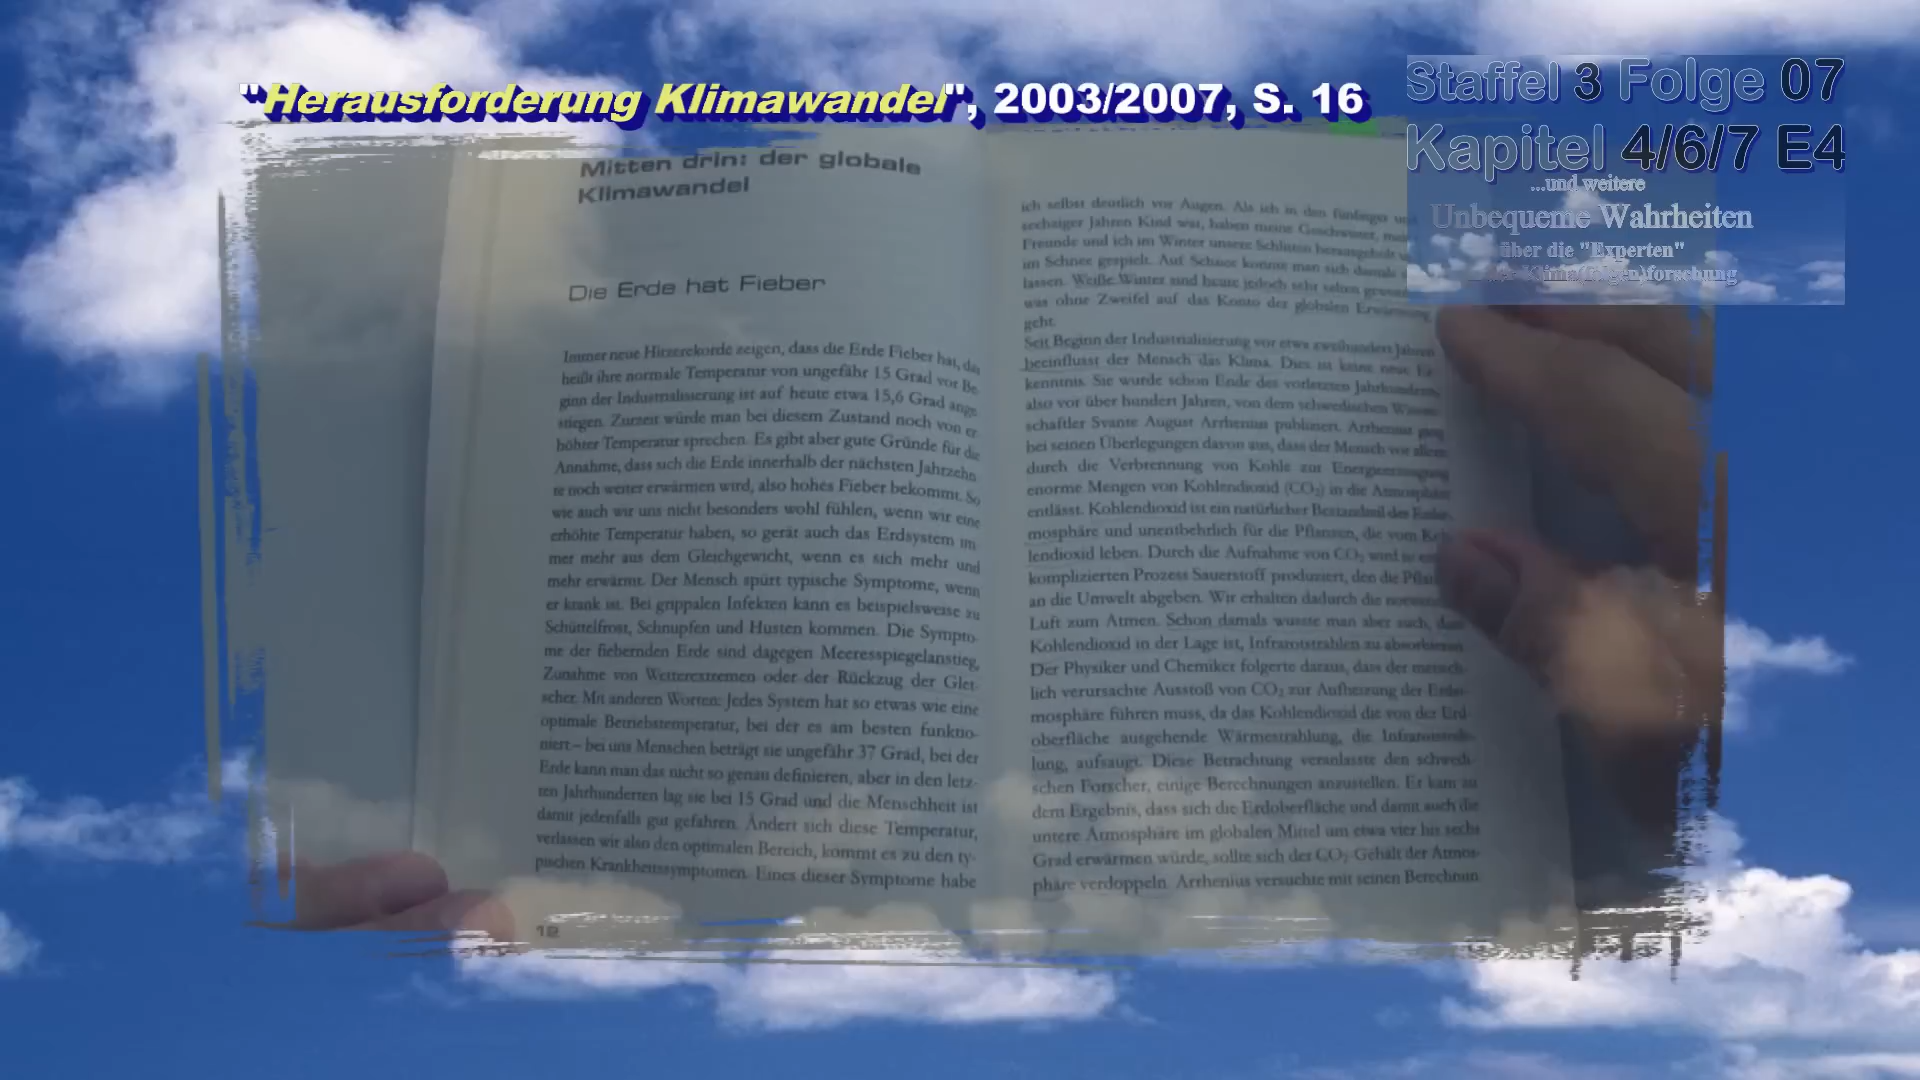 "Herausforderung Klimawandel", 2003/2007, S. 16
Staffel 3 Folge 07
Kapitel 4/6/7 E4
...und weitere
Unbequeme Wahrheiten
über die "Experten"
der Klima(folgen)forschung
Mitten drin: der globale
Klimawandel
Die Erde hat Fieber
Immer neue Hitzerekorde zeigen, dass die Erde Fieber hat, das
heißt ihre normale Temperatur von ungefähr 15 Grad vor Be-
ginn der Industrialisierung ist auf heute etwa 15,6 Grad ange-
stiegen. Zurzeit würde man bei diesem Zustand noch von er-
höhter Temperatur sprechen. Es gibt aber gute Gründe für die
Annahme, dass sich die Erde innerhalb der nächsten Jahrzehn-
te noch weiter erwärmen wird, also hohes Fieber bekommt. So
wie auch wir uns nicht besonders wohl fühlen, wenn wir eine
erhöhte Temperatur haben, so gerät auch das Erdsystem im-
mer mehr aus dem Gleichgewicht, wenn es sich mehr und
mehr erwärmt. Der Mensch spürt typische Symptome, wenn
er krank ist. Bei grippalen Infekten kann es beispielsweise zu
Schüttelfrost, Schnupfen und Husten kommen. Die Sympto-
me der fiebernden Erde sind dagegen Meeresspiegelanstieg,
Zunahme von Wetterextremen oder der Rückzug der Glet-
scher. Mit anderen Worten: Jedes System hat so etwas wie eine
optimale Betriebstemperatur, bei der es am besten funktio-
niert – bei uns Menschen beträgt sie ungefähr 37 Grad, bei der
Erde kann man das nicht so genau definieren, aber in den letz-
ten Jahrhunderten lag sie bei 15 Grad und die Menschheit ist
damit jedenfalls gut gefahren. Ändert sich diese Temperatur,
verlassen wir also den optimalen Bereich, kommt es zu den ty-
pischen Krankheitssymptomen. Eines dieser Symptome habe
ich selbst deutlich vor Augen. Als ich in den fünfziger und
sechziger Jahren Kind war, haben meine Geschwister,
Freunde und ich im Winter unsere Schlitten herausgeholt
im Schnee gespielt. Auf Schnee konnte man sich damals
lassen. Weiße Winter sind heute jedoch sehr selten
was ohne Zweifel auf das Konto der globalen Erwärmung
geht.
Seit Beginn der Industrialisierung vor etwa zweihundert Jahren
beeinflusst der Mensch das Klima. Dies ist keine neue Er-
kenntnis. Sie wurde schon Ende des vorletzten Jahrhunderts,
also vor über hundert Jahren, von dem schwedischen Wissen-
schaftler Svante August Arrhenius publiziert. Arrhenius ging
bei seinen Überlegungen davon aus, dass der Mensch vor allem
durch die Verbrennung von Kohle zur Energieerzeugung
enorme Mengen von Kohlendioxid (CO₂) in die Atmosphäre
entlässt. Kohlendioxid ist ein natürlicher Bestandteil der Erdat-
mosphäre und unentbehrlich für die Pflanzen, die vom Koh-
lendioxid leben. Durch die Aufnahme von CO₂ wird in
komplizierten Prozess Sauerstoff produziert, den die
an die Umwelt abgeben. Wir erhalten dadurch die
Luft zum Atmen. Schon damals wusste man aber auch, dass
Kohlendioxid in der Lage ist, Infrarotstrahlen zu absorbieren.
Der Physiker und Chemiker folgerte daraus, dass der mensch-
lich verursachte Ausstoß von CO₂ zur Aufheizung der Erdat-
mosphäre führen muss, da das Kohlendioxid die von der Erd-
oberfläche ausgehende Wärmestrahlung, die Infrarotstrah-
lung, aufsaugt. Diese Betrachtung veranlasste den schwedi-
schen Forscher, einige Berechnungen anzustellen. Er kam zu
dem Ergebnis, dass sich die Erdoberfläche und damit auch die
untere Atmosphäre im globalen Mittel um etwa vier bis sechs
Grad erwärmen würde, sollte sich der CO₂-Gehalt der Atmos-
phäre verdoppeln. Arrhenius versuchte mit seinen Berechnun-